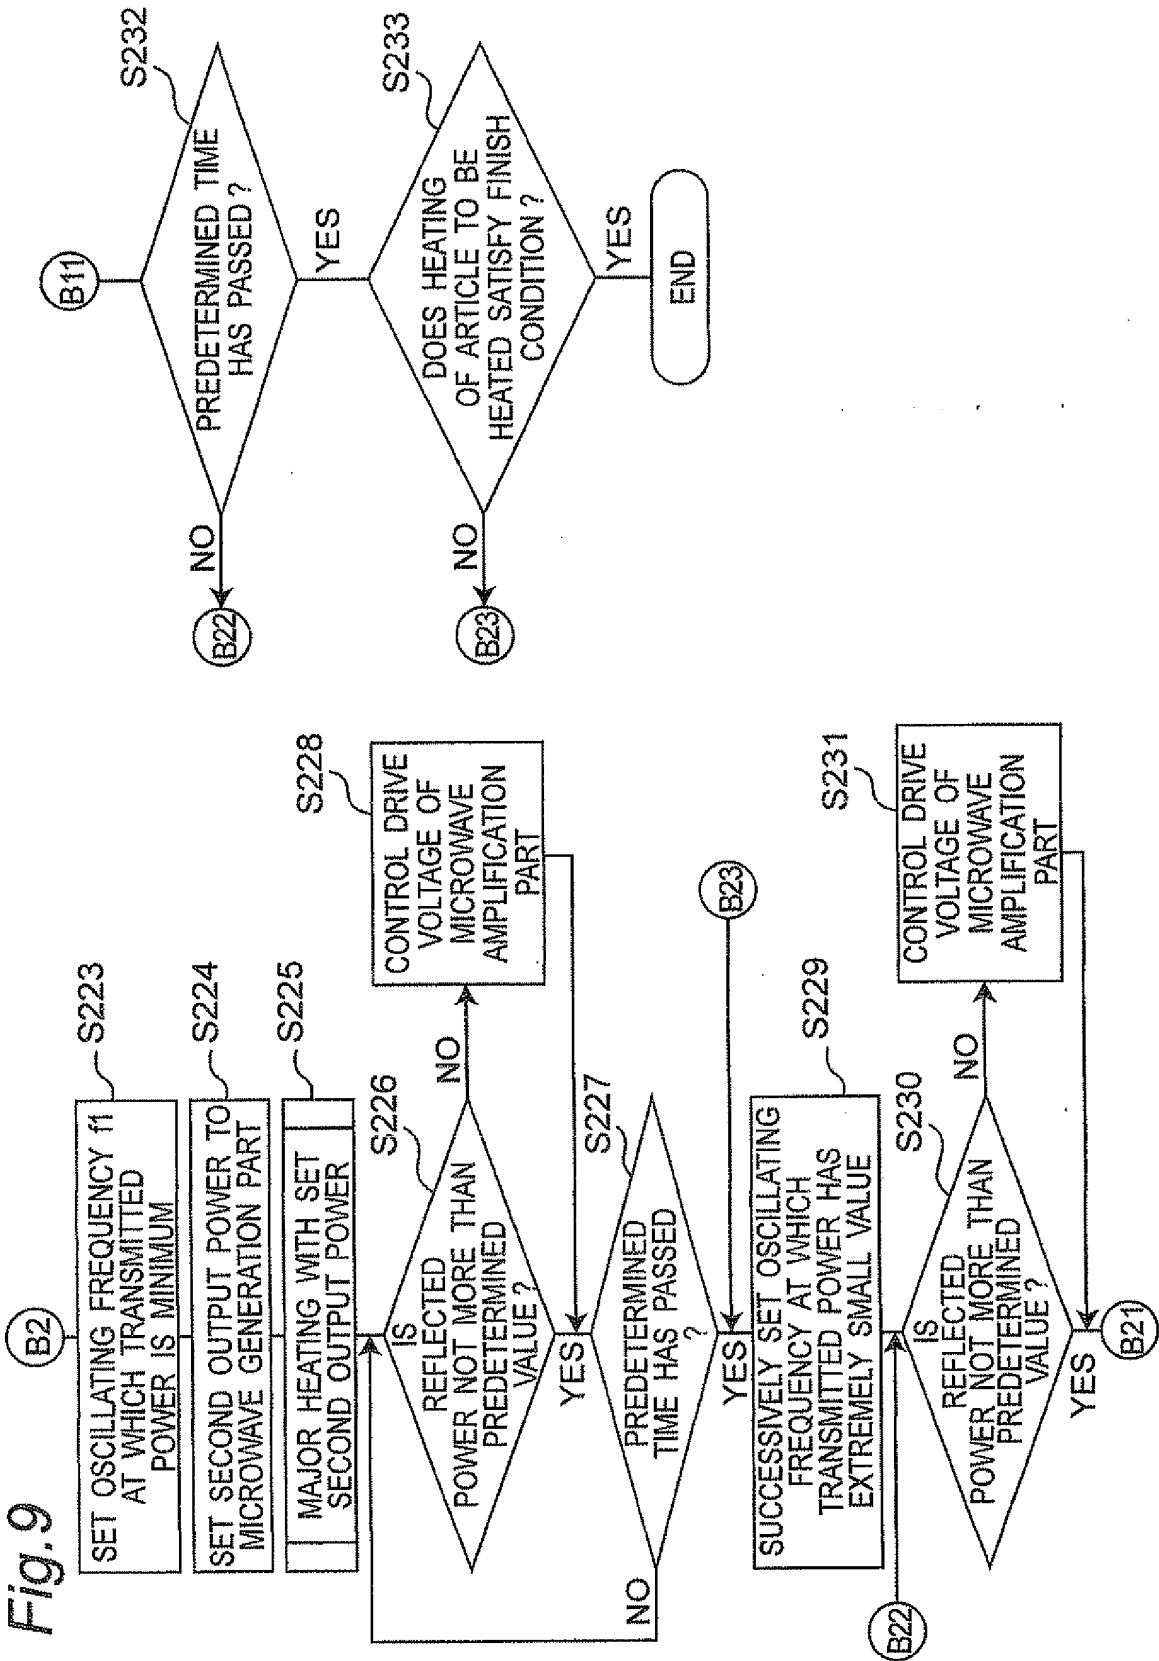 Fig.9
B2
SET OSCILLATING FREQUENCY f1
AT WHICH TRANSMITTED
POWER IS MINIMUM
S223
SET SECOND OUTPUT POWER TO
MICROWAVE GENERATION PART
S224
MAJOR HEATING WITH SET
SECOND OUTPUT POWER
S225
IS
REFLECTED
POWER NOT MORE THAN
PREDETERMINED
VALUE ?
S226
NO
YES
CONTROL DRIVE
VOLTAGE OF
MICROWAVE
AMPLIFICATION
PART
S228
PREDETERMINED
TIME HAS PASSED
?
S227
NO
YES
B23
SUCCESSIVELY SET OSCILLATING
FREQUENCY AT WHICH
TRANSMITTED POWER HAS
EXTREMELY SMALL VALUE
S229
B22
IS
REFLECTED
POWER NOT MORE THAN
PREDETERMINED
VALUE ?
S230
NO
YES
CONTROL DRIVE
VOLTAGE OF
MICROWAVE
AMPLIFICATION
PART
S231
B21
B11
PREDETERMINED TIME
HAS PASSED ?
S232
NO
B22
YES
DOES HEATING
OF ARTICLE TO BE
HEATED SATISFY FINISH
CONDITION ?
S233
NO
B23
YES
END